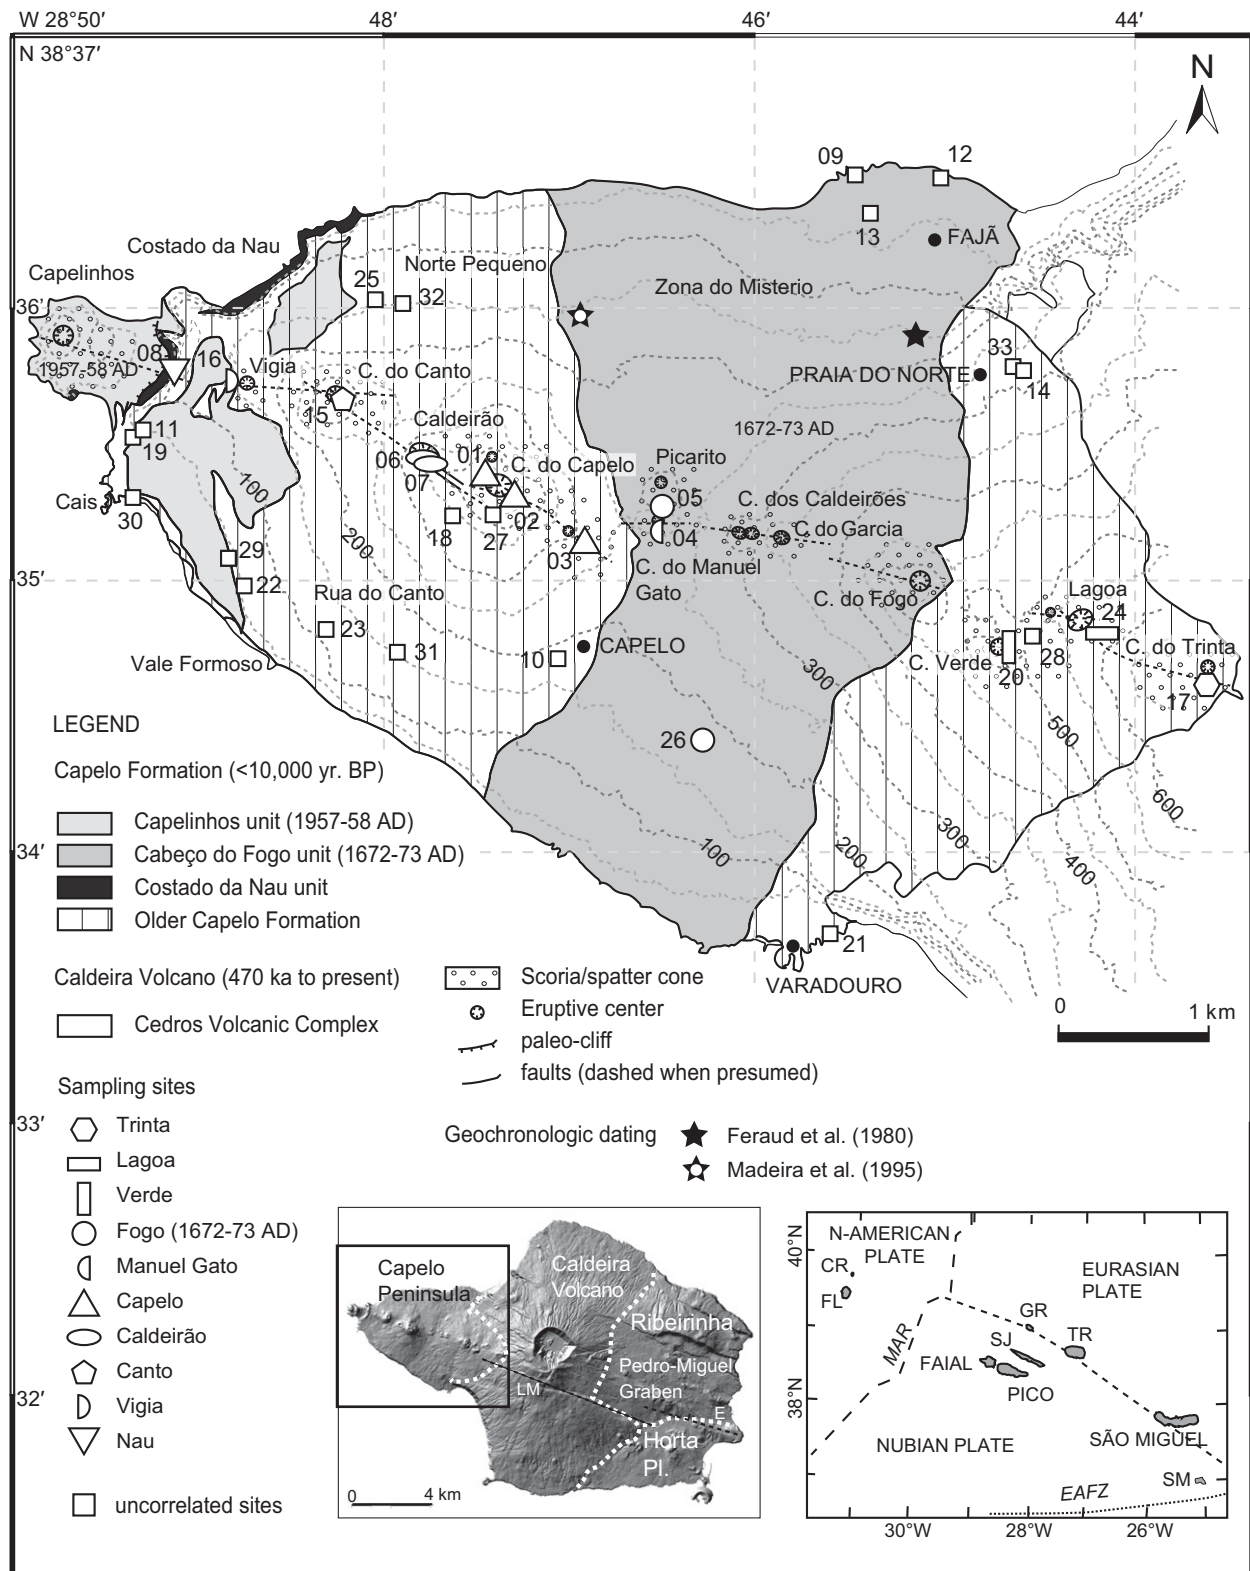 W 28°50′
48′
46′
44′
N 38°37′
N
09
12
13
FAJÃ
Costado da Nau
Capelinhos
25
Norte Pequeno
32
Zona do Misterio
36′
08
16
1957-58 AD
Vigia
C. do Canto
15
33
14
PRAIA DO NORTE
11
19
Caldeirão
1672-73 AD
06
01
C. do Capelo
07
Picarito
05
C. dos Caldeirões
100
Cais
30
18
27
02
04
C. do Garcia
200
03
C. do Manuel
Gato
29
35′
22
Rua do Canto
C. do Fogo
Lagoa
24
23
31
10
CAPELO
Vale Formoso
C. Verde
20
28
C. do Trinta
17
300
26
500
600
100
200
300
400
34′
21
VARADOURO
LEGEND
Capelo Formation (<10,000 yr. BP)
Capelinhos unit (1957-58 AD)
Cabeço do Fogo unit (1672-73 AD)
Costado da Nau unit
Older Capelo Formation
Caldeira Volcano (470 ka to present)
Cedros Volcanic Complex
Scoria/spatter cone
Eruptive center
paleo-cliff
faults (dashed when presumed)
0
1 km
Sampling sites
33′
Trinta
Lagoa
Verde
Fogo (1672-73 AD)
Manuel Gato
Capelo
Caldeirão
Canto
32′
Vigia
Nau
uncorrelated sites
Geochronologic dating
Feraud et al. (1980)
Madeira et al. (1995)
Capelo
Peninsula
Caldeira
Volcano
Ribeirinha
Pedro-Miguel
Graben
LM
E
Horta
Pl.
0
4 km
40°N
N-AMERICAN
PLATE
CR
FL
EURASIAN
PLATE
MAR
GR
SJ
TR
FAIAL
PICO
38°N
NUBIAN PLATE
SÃO MIGUEL
SM
EAFZ
30°W
28°W
26°W